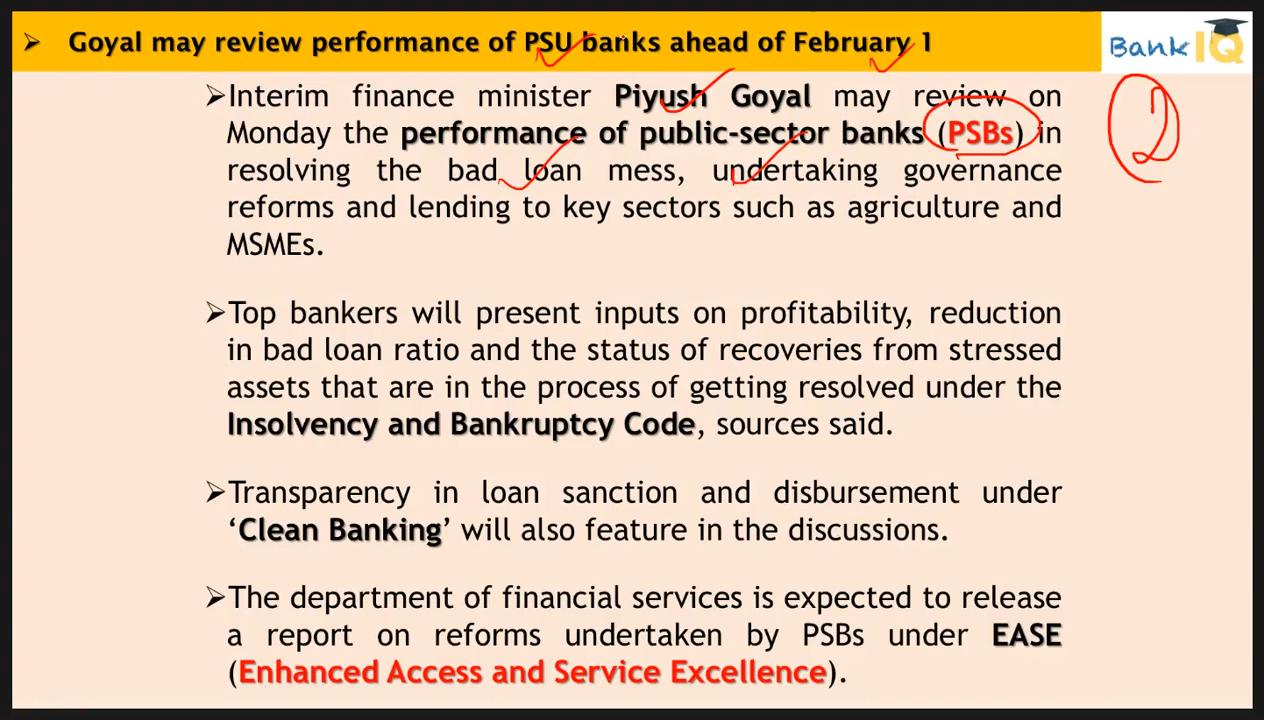 ➢ Goyal may review performance of PSU banks ahead of February 1
Bank IQ
2
➢Interim finance minister Piyush Goyal may review on
Monday the performance of public-sector banks (PSBs) in
resolving the bad loan mess, undertaking governance
reforms and lending to key sectors such as agriculture and
MSMEs.
➢Top bankers will present inputs on profitability, reduction
in bad loan ratio and the status of recoveries from stressed
assets that are in the process of getting resolved under the
Insolvency and Bankruptcy Code, sources said.
➢Transparency in loan sanction and disbursement under
‘Clean Banking’ will also feature in the discussions.
➢The department of financial services is expected to release
a report on reforms undertaken by PSBs under EASE
(Enhanced Access and Service Excellence).